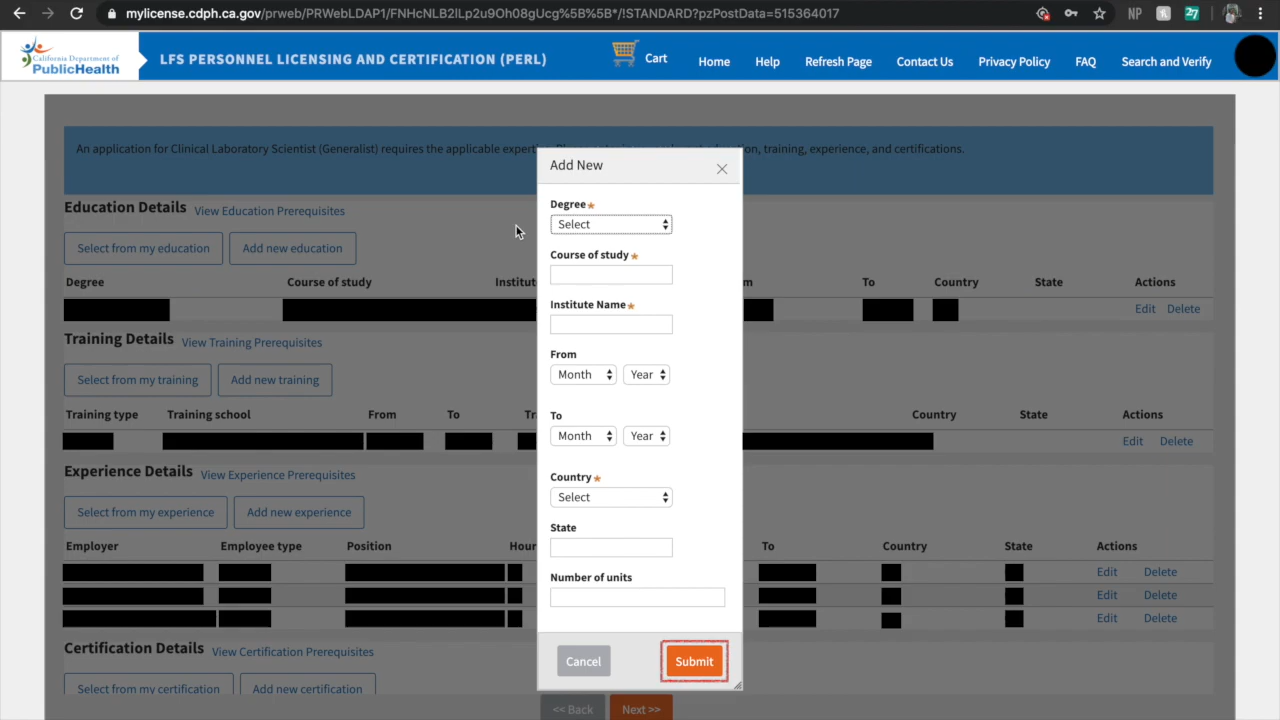 mylicense.cdph.ca.gov/prweb/PRWebLDAP1/FNHcNLB2lLp2u9Oh08gUcg%5B%5B*/!STANDARD?pzPostData=515364017
NP
27
California Department of
PublicHealth
LFS PERSONNEL LICENSING AND CERTIFICATION (PERL)
Cart
Home
Help
Refresh Page
Contact Us
Privacy Policy
FAQ
Search and Verify
An application for Clinical Laboratory Scientist (Generalist) requires the applicable
on, training, experience, and certifications.
Education Details
View Education Prerequisites
Select from my education
Add new education
Degree
Course of study
To
Country
State
Actions
Edit
Delete
Training Details
View Training Prerequisites
Select from my training
Add new training
Training type
Training school
From
To
Country
State
Actions
Edit
Delete
Experience Details
View Experience Prerequisites
Select from my experience
Add new experience
Employer
Employee type
Position
Hour
To
Country
State
Actions
Edit
Delete
Edit
Delete
Edit
Delete
Certification Details
View Certification Prerequisites
Select from my certification
Add new certification
<< Back
Next >>
Add New
Degree*
Select
Course of study *
Institute Name*
From
Month
Year
To
Month
Year
Country *
Select
State
Number of units
Cancel
Submit